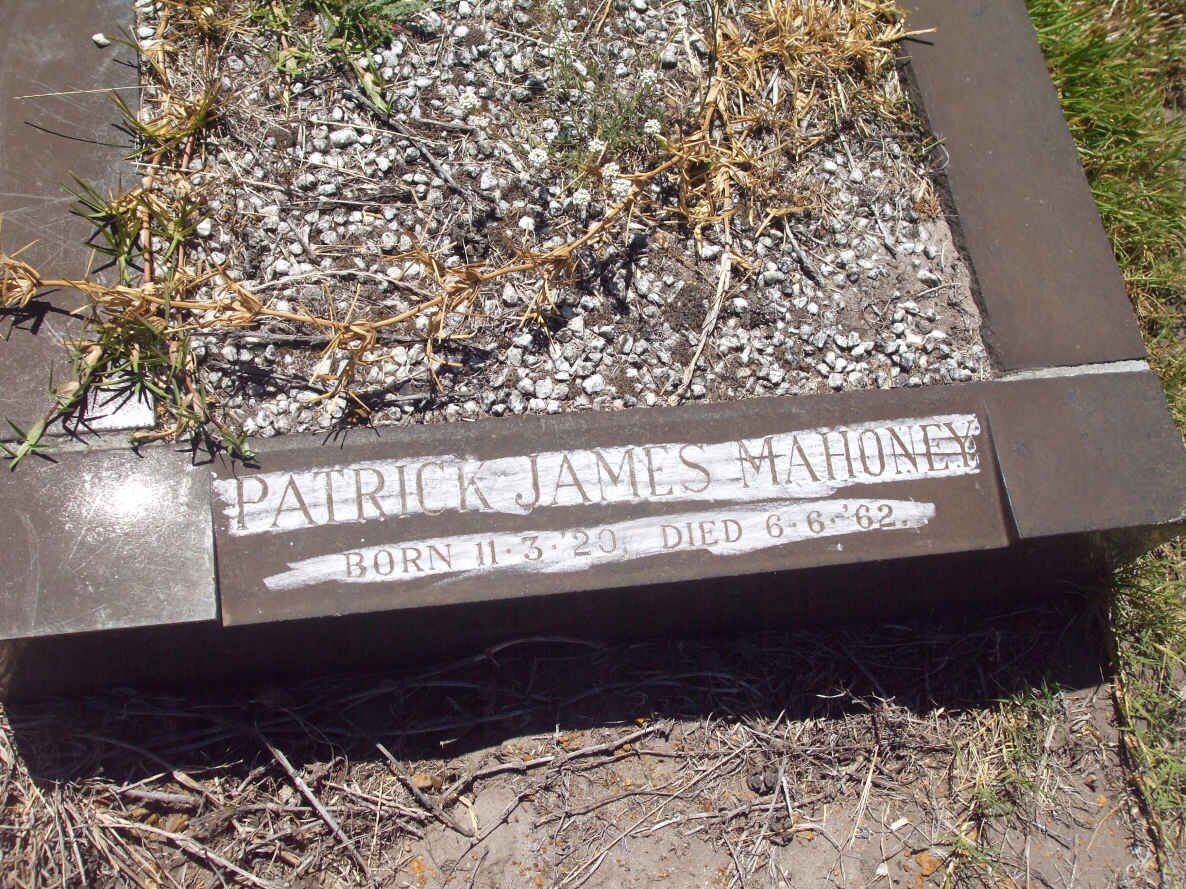 PATRICK JAMES MAHONEY
BORN 11·3·'20 DIED 6·6·'62.